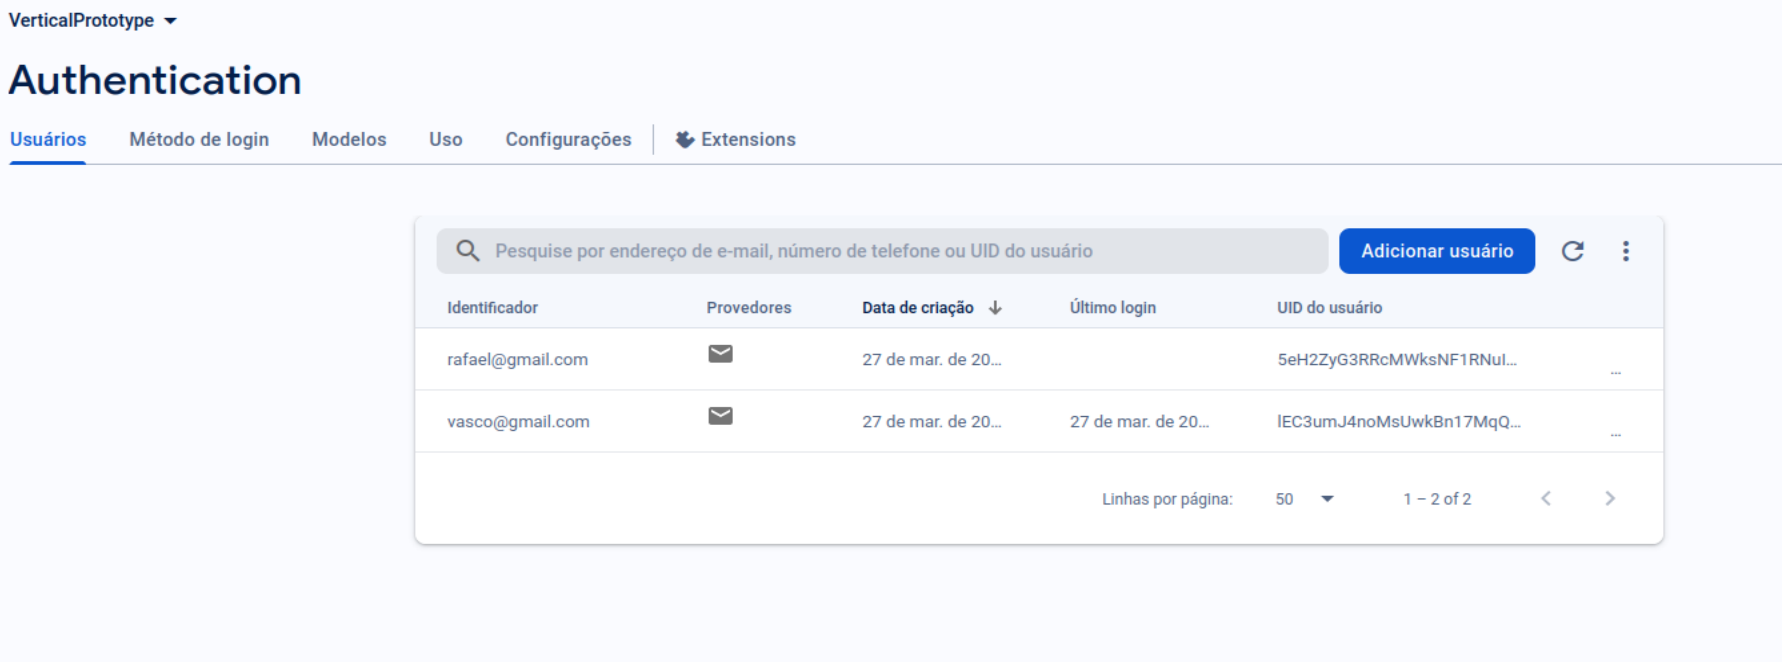 VerticalPrototype
Authentication
Usuários Método de login Modelos Uso Configurações Extensions
Pesquise por endereço de e-mail, número de telefone ou UID do usuário Adicionar usuário
Identificador Provedores Data de criação Último login UID do usuário
rafael@gmail.com 27 de mar. de 20… 5eH2ZyG3RRcMWksNF1RNuI… ...
vasco@gmail.com 27 de mar. de 20… 27 de mar. de 20… lEC3umJ4noMsUwkBn17MqQ… ...
Linhas por página: 50 1 – 2 of 2